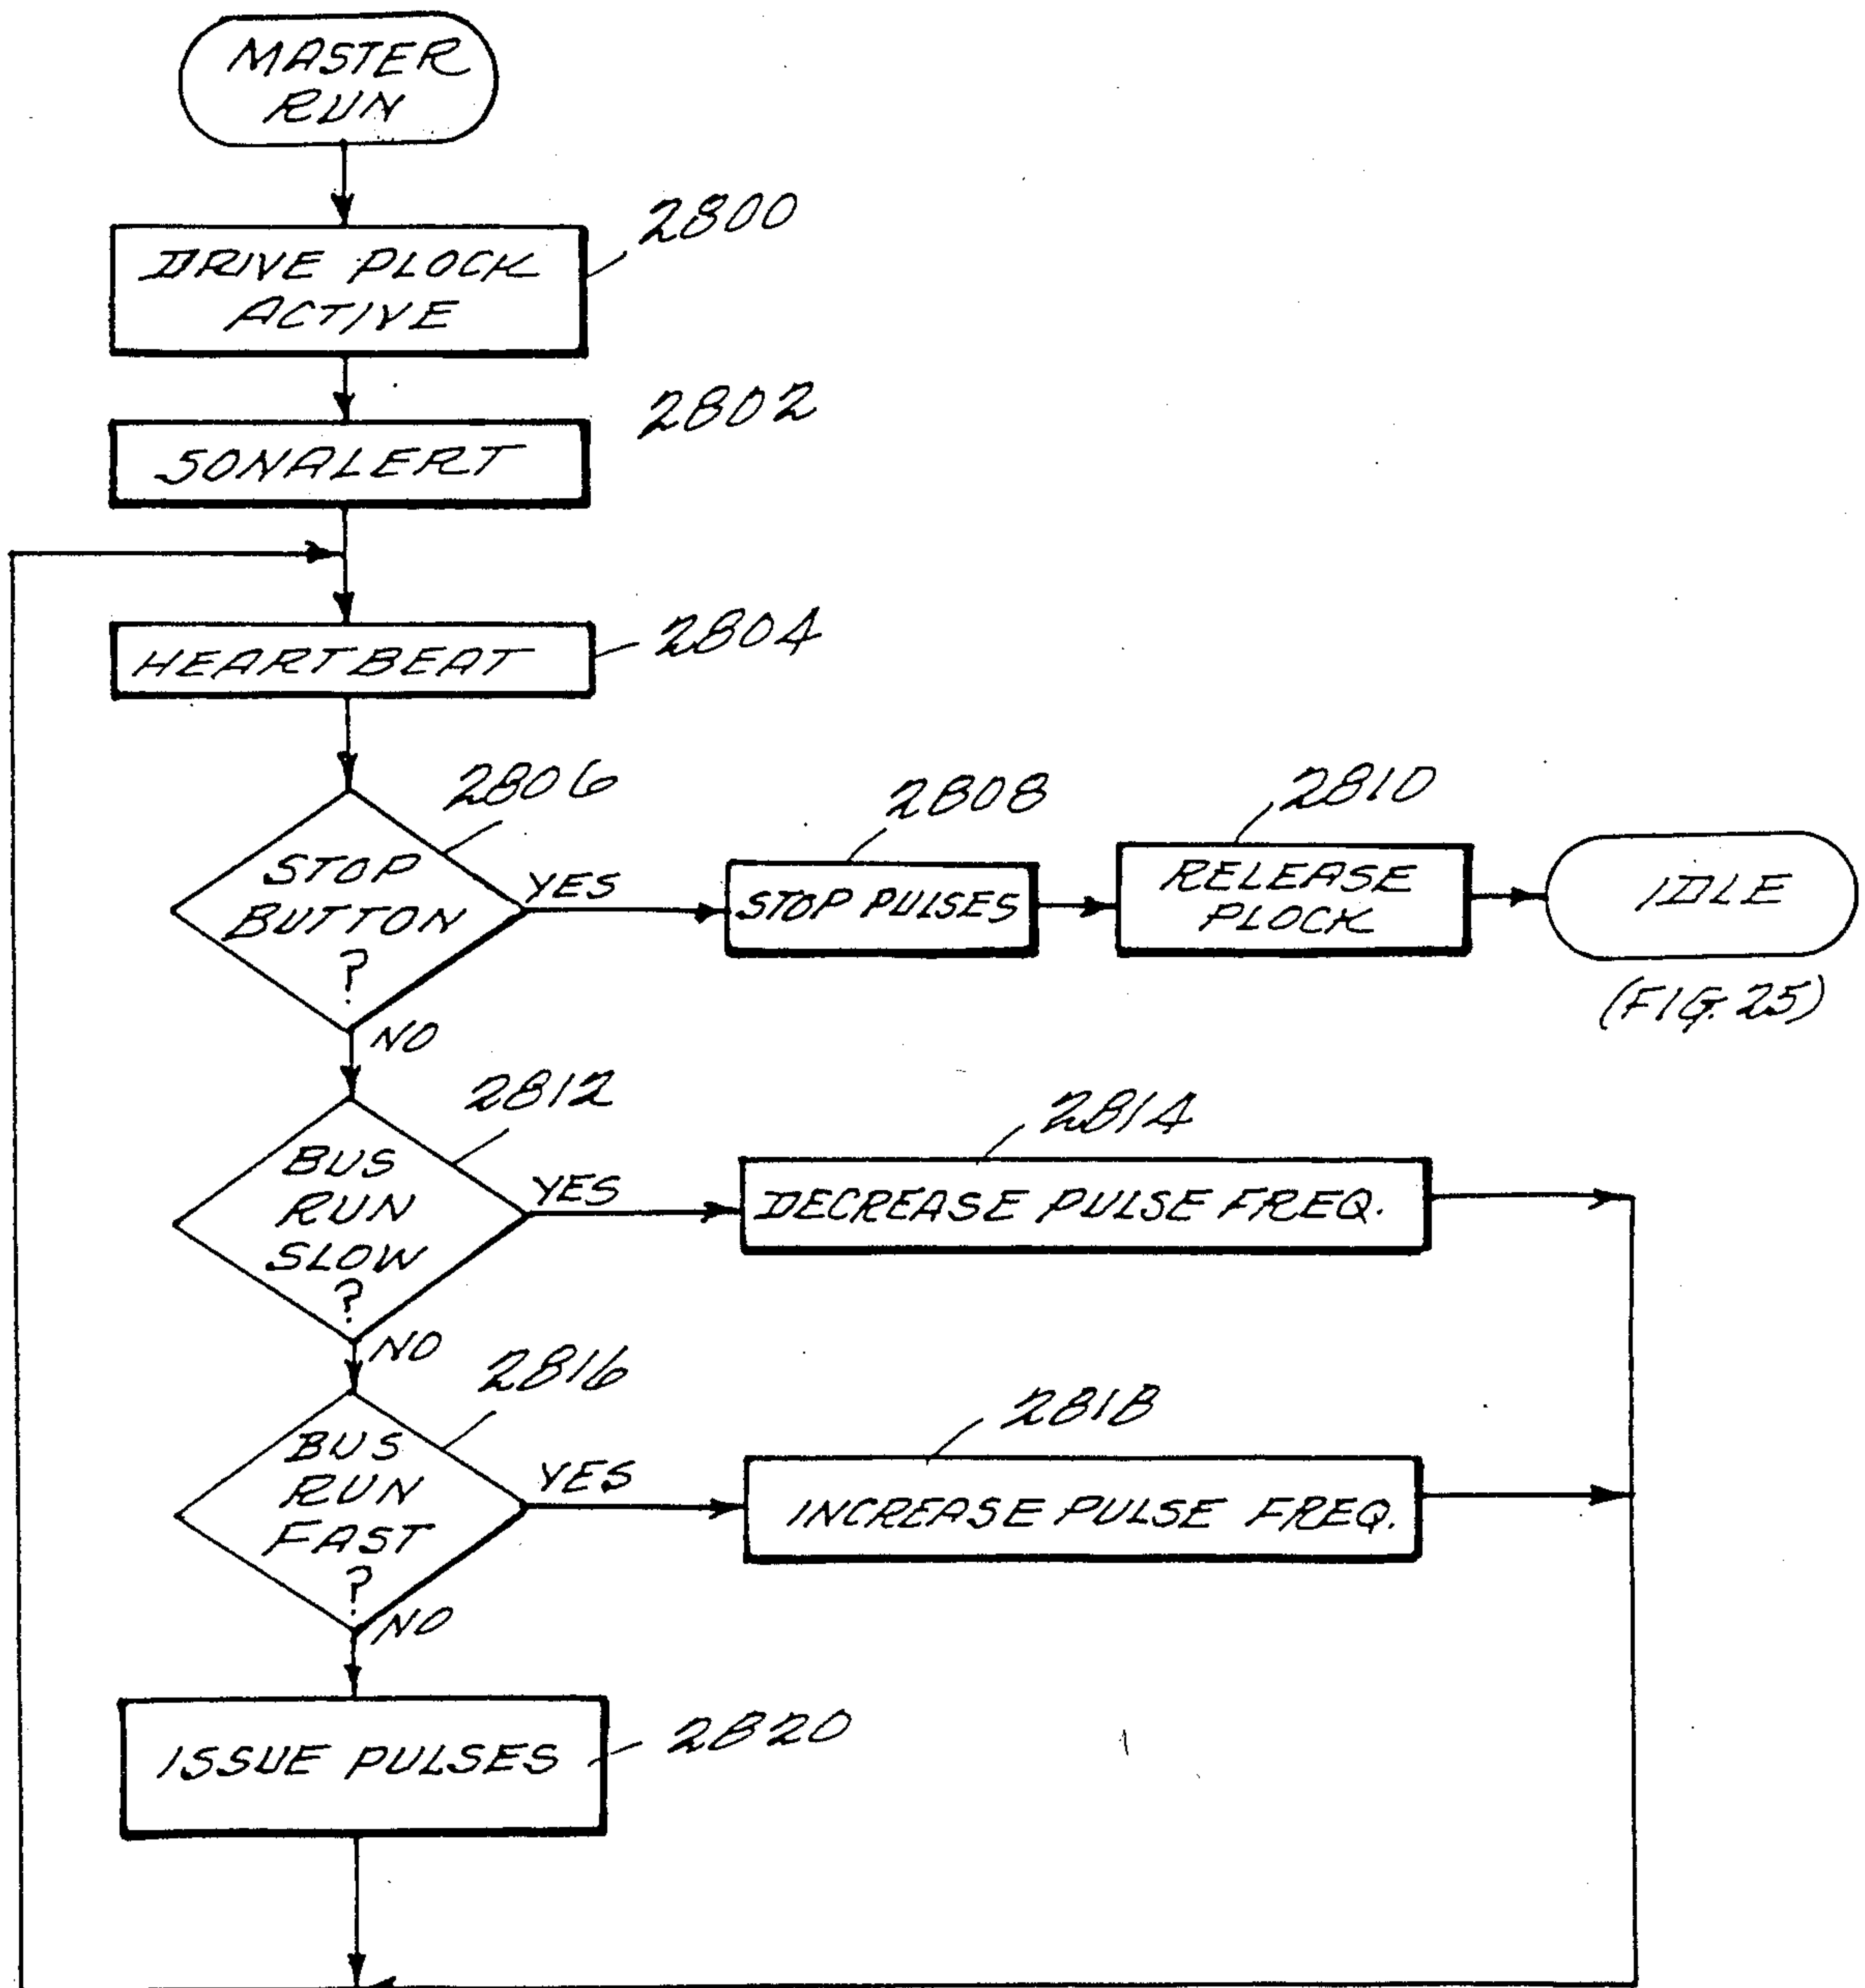 MASTER
RUN
2800
DRIVE PLOCK
ACTIVE
2802
SONALERT
2804
HEARTBEAT
2806
STOP
BUTTON
?
YES
2808
STOP PULSES
2810
RELEASE
PLOCK
IDLE
(FIG. 25)
NO
2812
BUS
RUN
SLOW
?
YES
2814
DECREASE PULSE FREQ.
NO
2816
BUS
RUN
FAST
?
YES
2818
INCREASE PULSE FREQ.
NO
2820
ISSUE PULSES